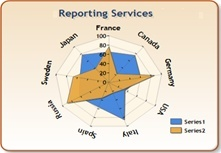 Reporting Services
France
Japan
Canada
Sweden
Germany
Russia
USA
Spain
Italy
100
80
60
40
20
0
Series1
Series2